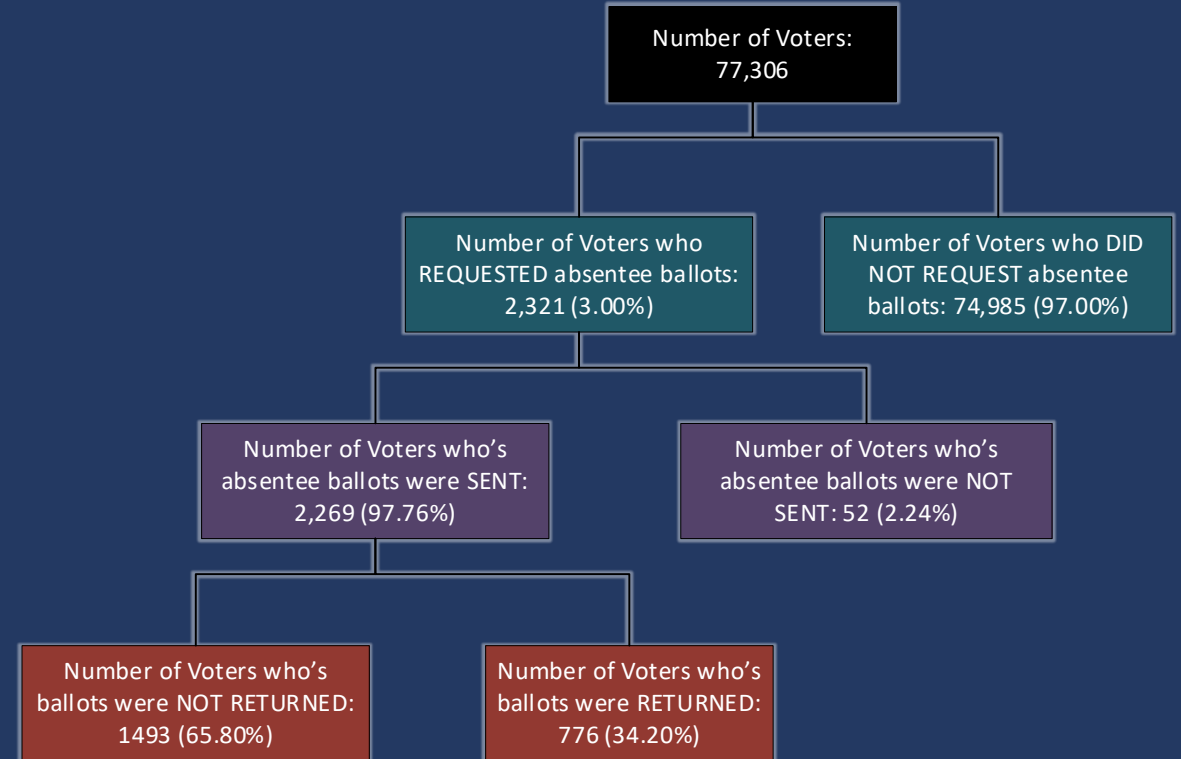 Number of Voters:
77,306
Number of Voters who
REQUESTED absentee ballots:
2,321 (3.00%)
Number of Voters who DID
NOT REQUEST absentee
ballots: 74,985 (97.00%)
Number of Voters who’s
absentee ballots were SENT:
2,269 (97.76%)
Number of Voters who’s
absentee ballots were NOT
SENT: 52 (2.24%)
Number of Voters who’s
ballots were NOT RETURNED:
1493 (65.80%)
Number of Voters who’s
ballots were RETURNED:
776 (34.20%)